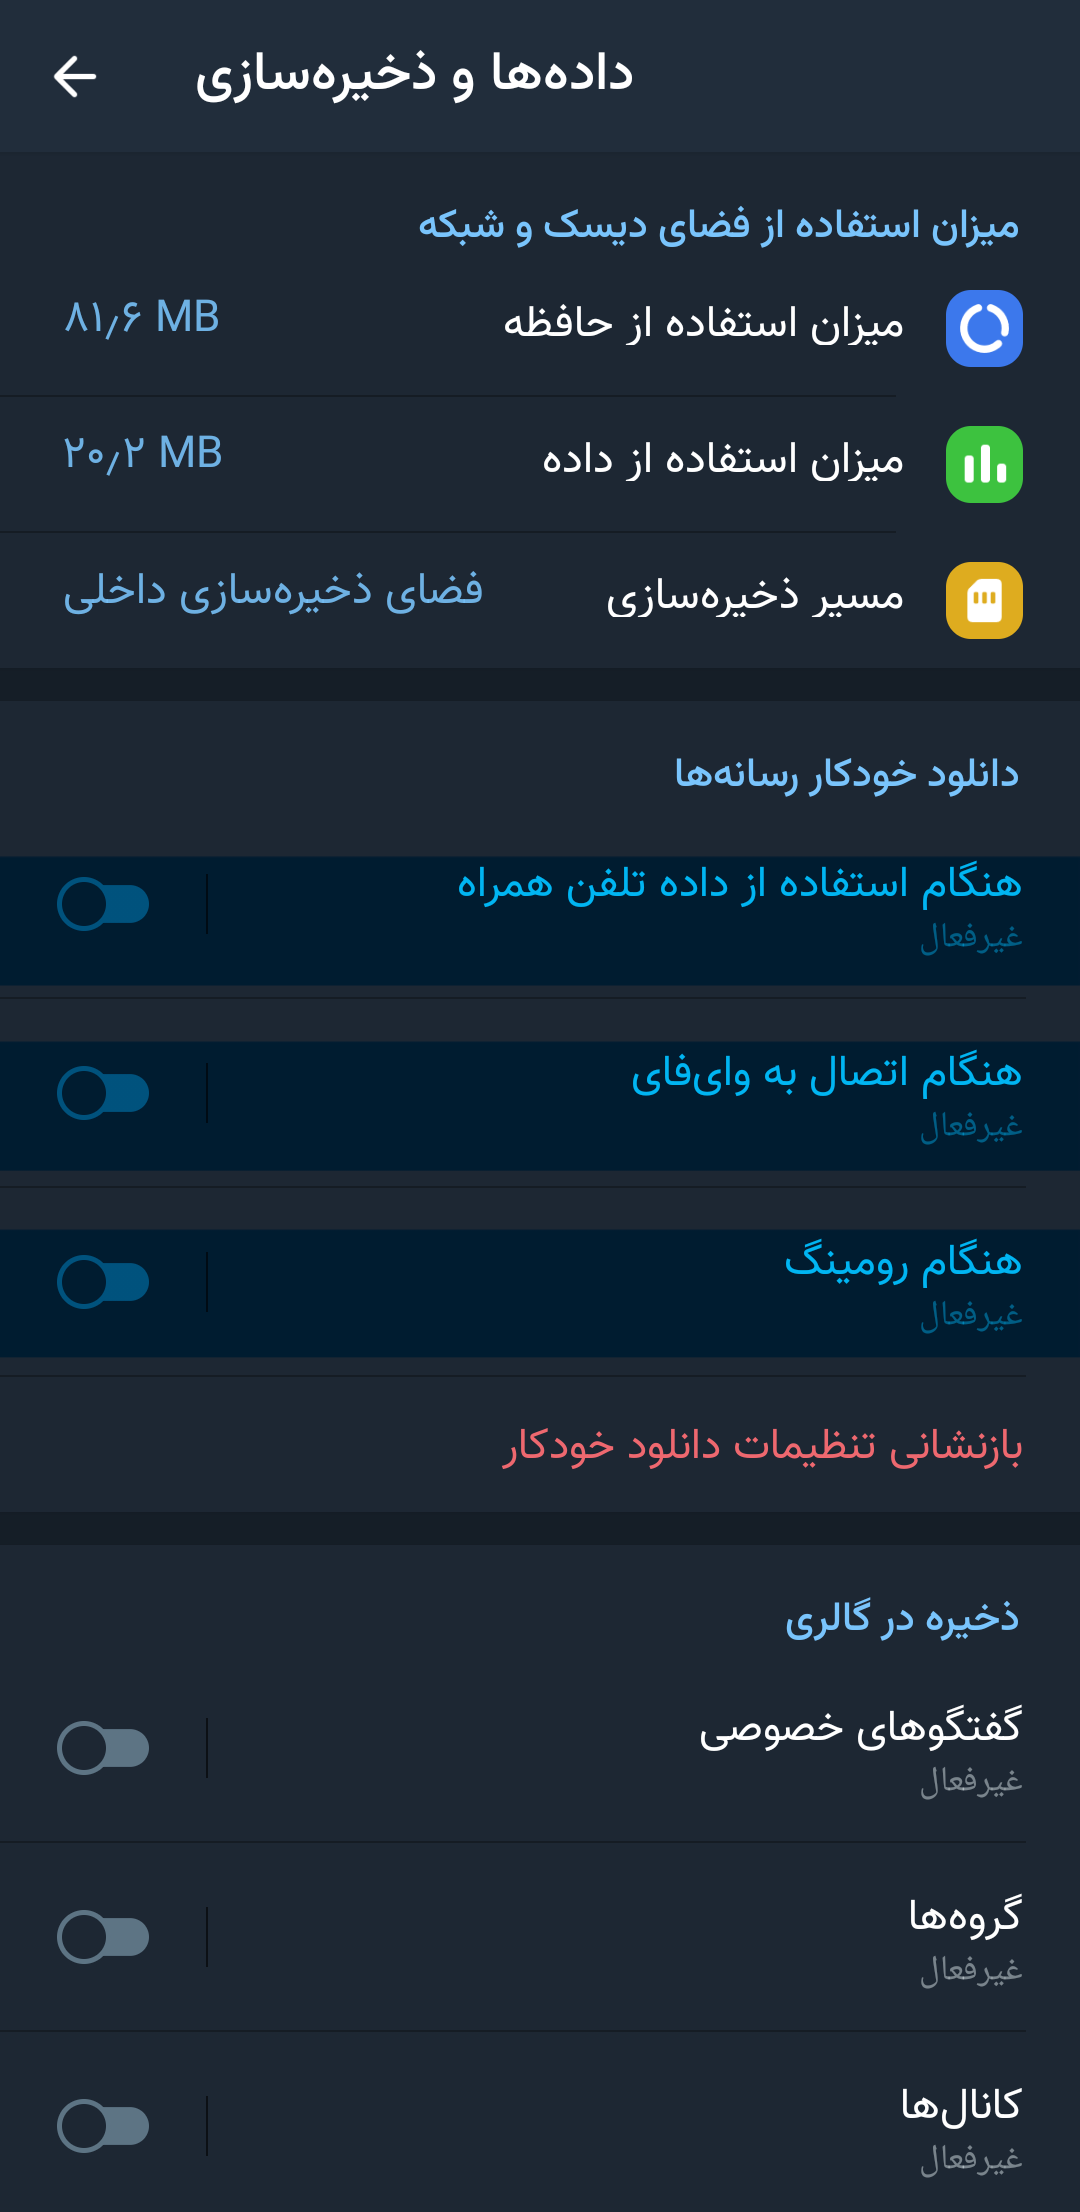 داده‌ها و ذخیره‌سازی
میزان استفاده از فضای دیسک و شبکه
میزان استفاده از حافظه
۸۱٫۶ MB
میزان استفاده از داده
۲۰٫۲ MB
مسیر ذخیره‌سازی
فضای ذخیره‌سازی داخلی
دانلود خودکار رسانه‌ها
هنگام استفاده از داده تلفن همراه
غیرفعال
هنگام اتصال به وای‌فای
غیرفعال
هنگام رومینگ
غیرفعال
بازنشانی تنظیمات دانلود خودکار
ذخیره در گالری
گفتگوهای خصوصی
غیرفعال
گروه‌ها
غیرفعال
کانال‌ها
غیرفعال